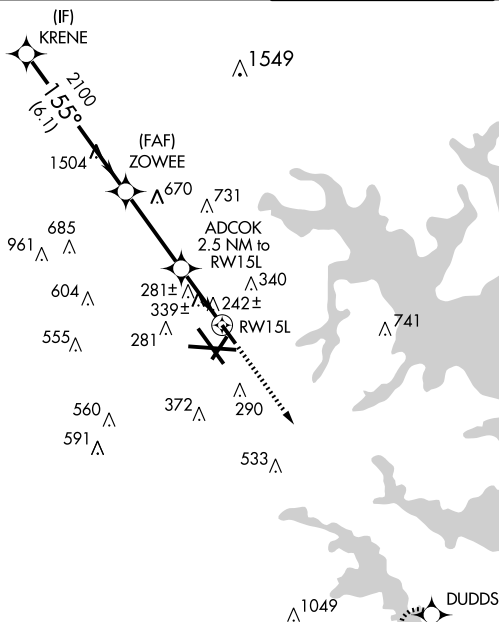 (IF)
KRENE
1549
2100
155°
(6.1)
(FAF)
ZOWEE
1504
670
731
ADCOK
2.5 NM to
RW15L
685
961
340
281±
604
339±
242±
RW15L
281
741
555
290
372
560
591
533
DUDDS
1049